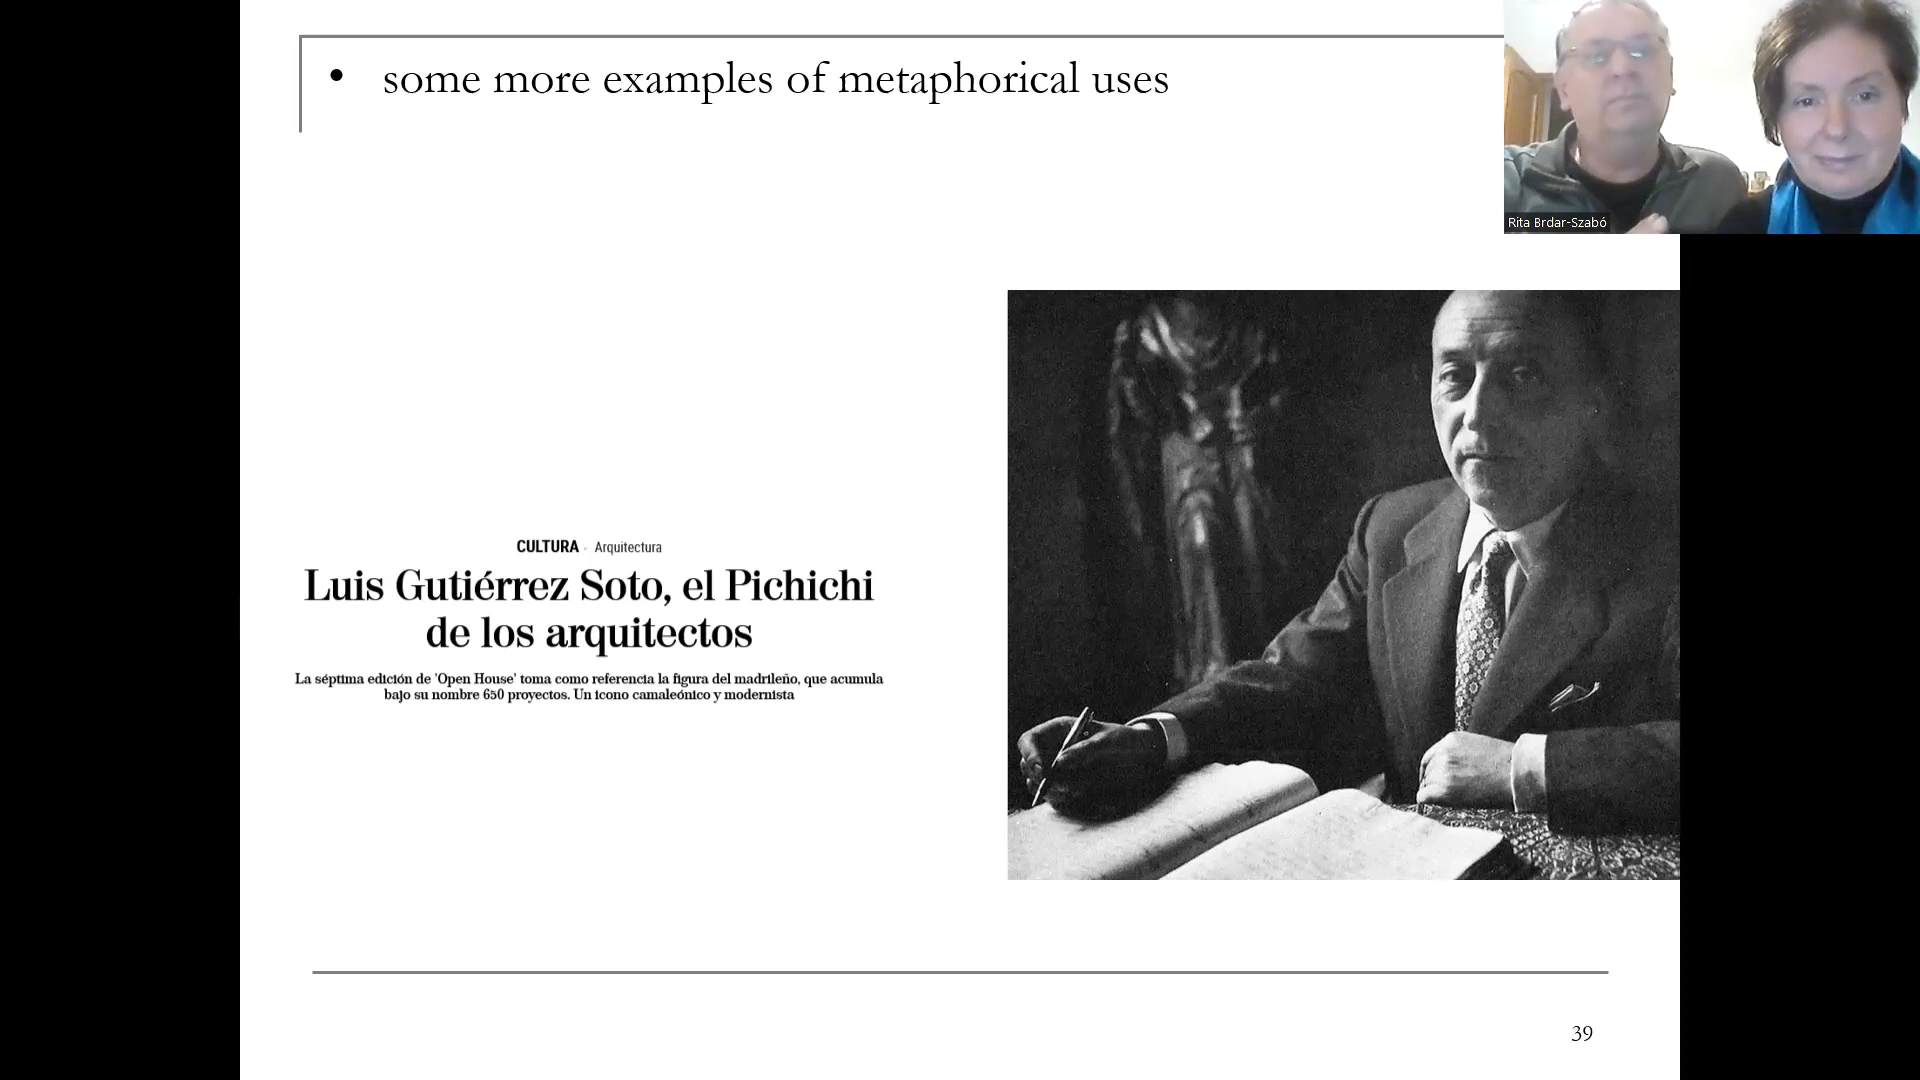 • some more examples of metaphorical uses
Rita Brdar-Szabó
CULTURA - Arquitectura
Luis Gutiérrez Soto, el Pichichi
de los arquitectos
La séptima edición de 'Open House' toma como referencia la figura del madrileño, que acumula
bajo su nombre 650 proyectos. Un icono camaleónico y modernista
39